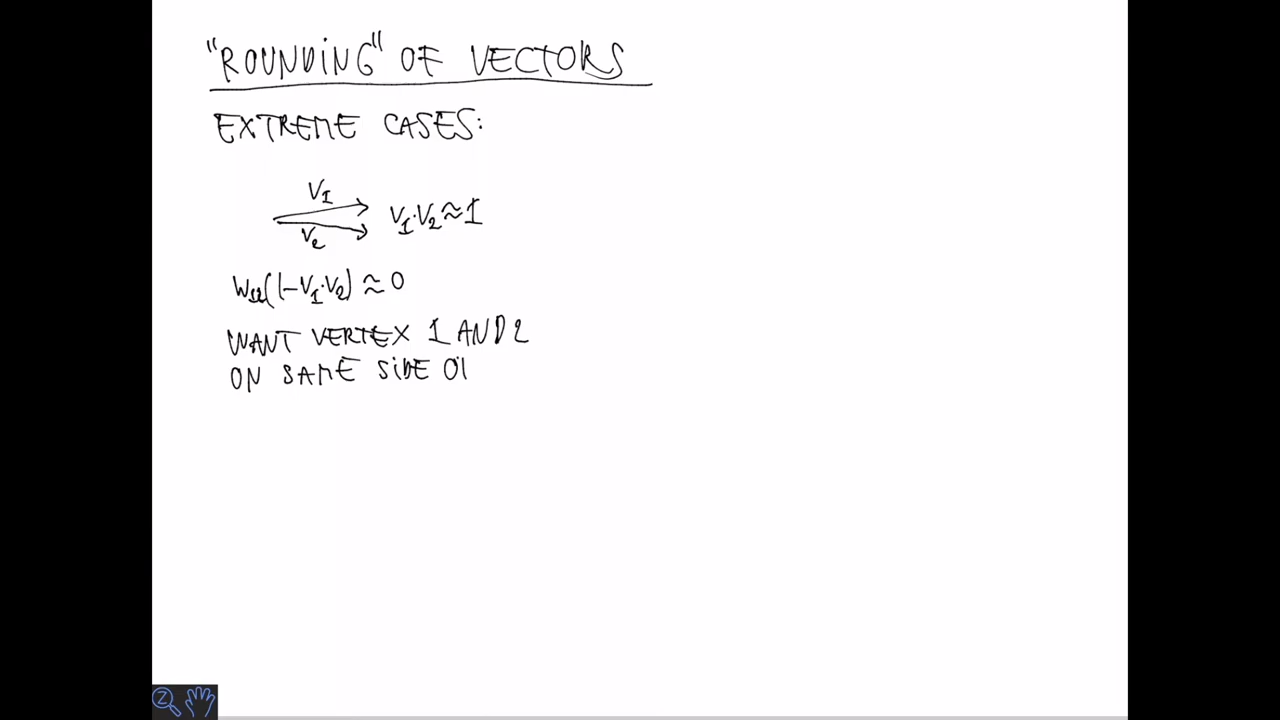 "ROUNDING" OF VECTORS
EXTREME CASES:
V₁
V₁·V₂≈1
V₂
W₁₂(1-V₁·V₂)≈0
WANT VERTEX 1 AND 2
ON SAME SIDE